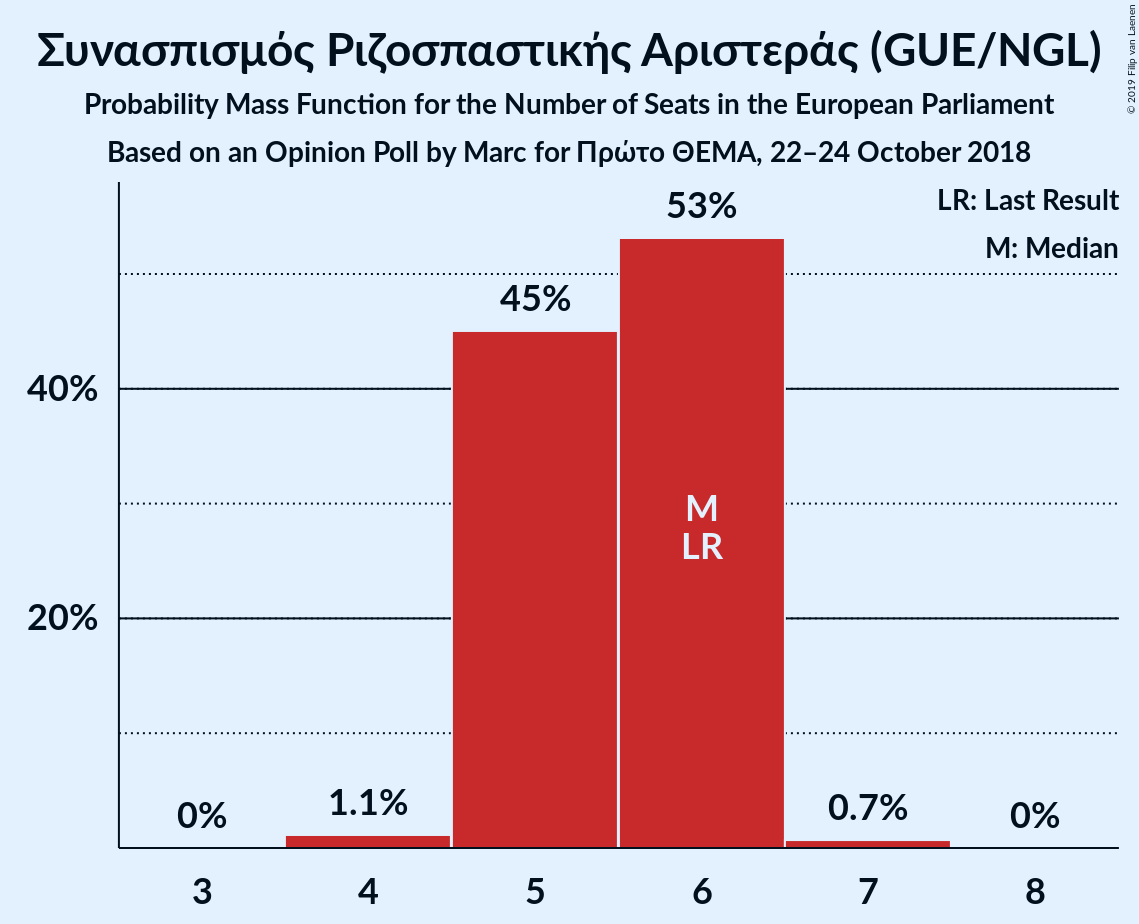 Συνασπισμός Ριζοσπαστικής Αριστεράς (GUE/NGL)
Probability Mass Function for the Number of Seats in the European Parliament
Based on an Opinion Poll by Marc for Πρώτο ΘΕΜΑ, 22–24 October 2018
© 2019 Filip van Laenen
LR: Last Result
M: Median
53%
45%
40%
20%
M
LR
0%
1.1%
0.7%
0%
3 4 5 6 7 8